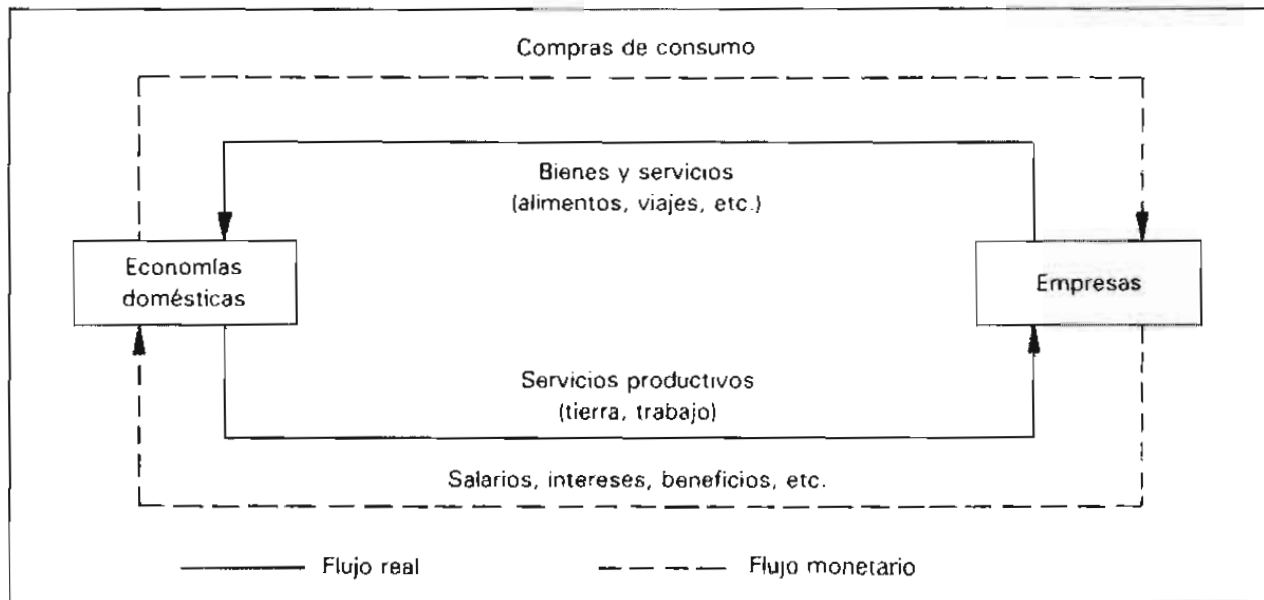 Compras de consumo
Bienes y servicios
(alimentos, viajes, etc.)
Economías
domésticas
Empresas
Servicios productivos
(tierra, trabajo)
Salarios, intereses, beneficios, etc.
Flujo real
Flujo monetario